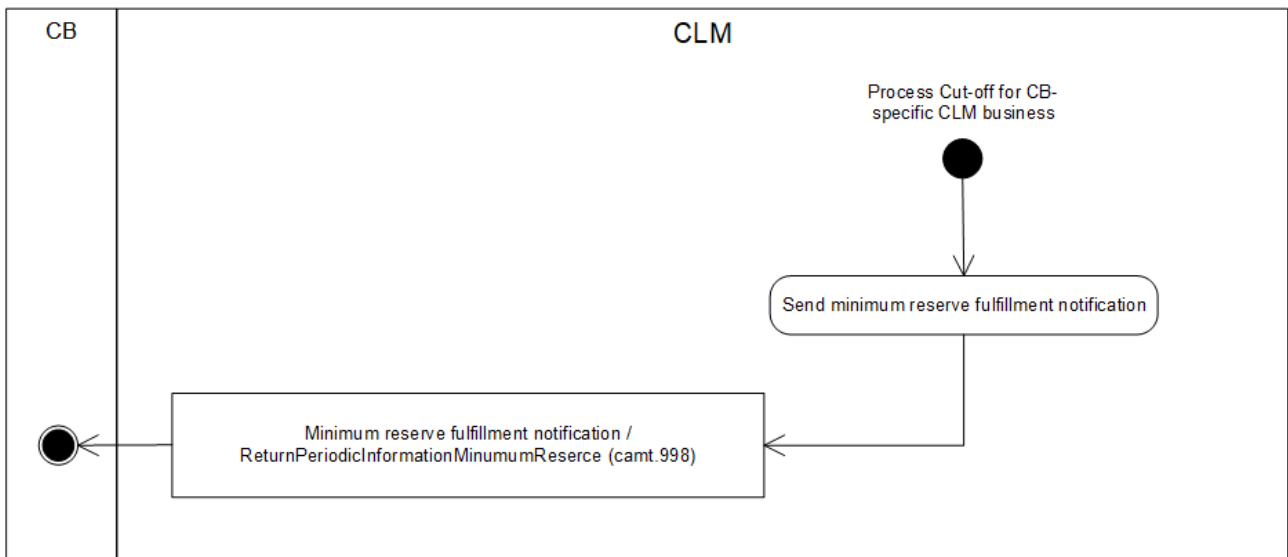 CB
CLM
Process Cut-off for CB-
specific CLM business
Send minimum reserve fulfillment notification
Minimum reserve fulfillment notification /
ReturnPeriodicInformationMinumumReserce (camt.998)